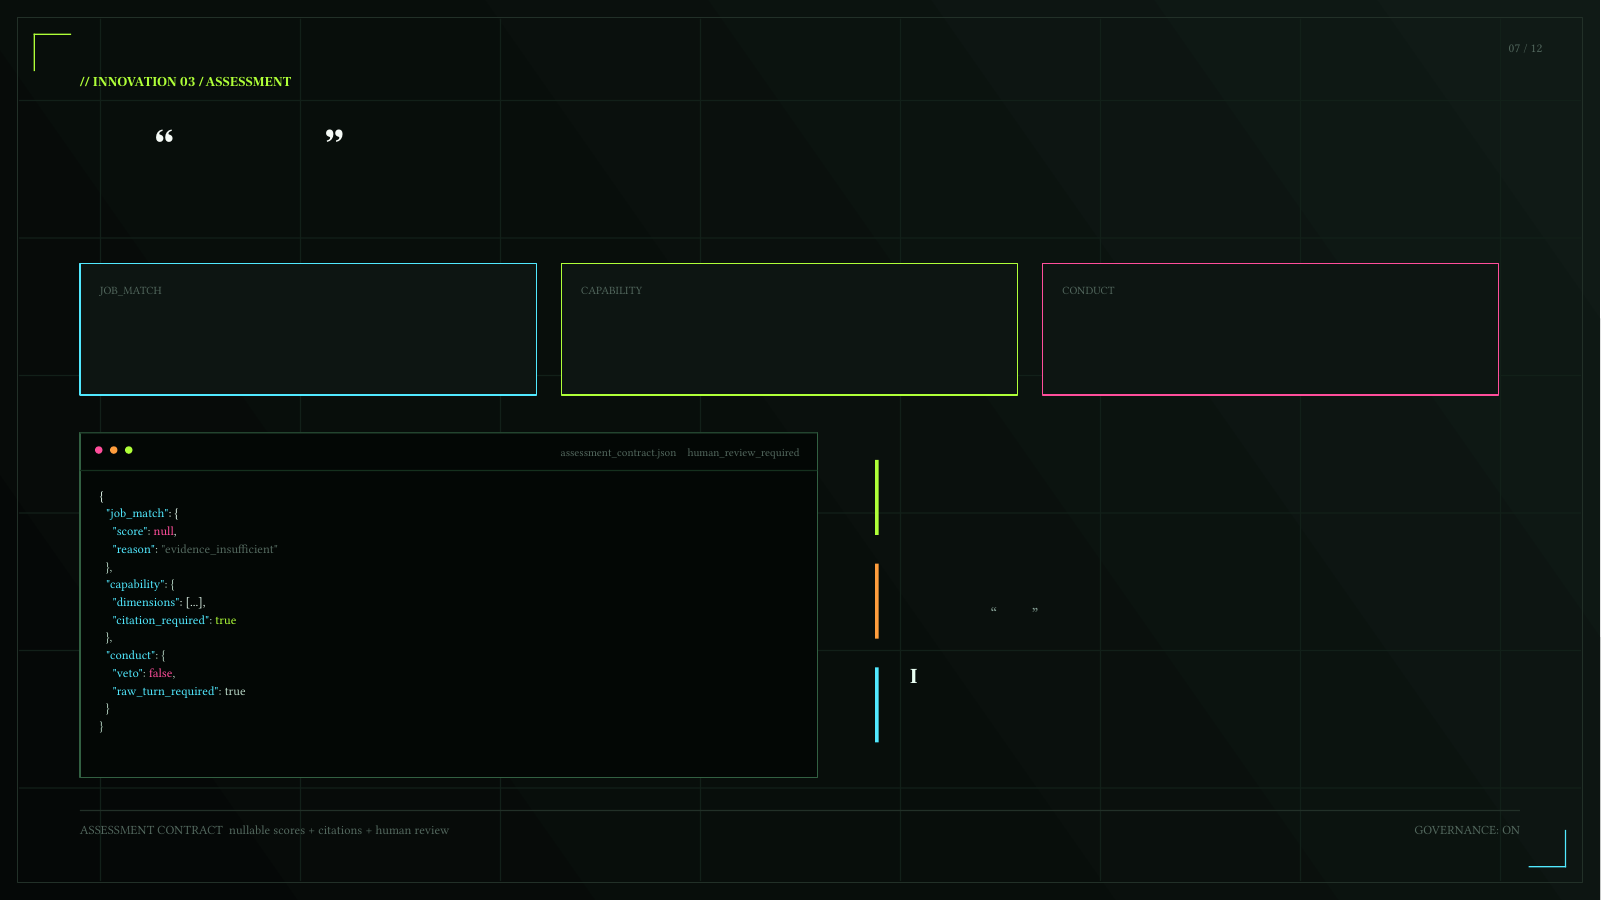 07 / 12
// INNOVATION 03 / ASSESSMENT
“ ”
JOB_MATCH
CAPABILITY
CONDUCT
assessment_contract.json human_review_required
{
"job_match": {
"score": null,
"reason": "evidence_insufficient"
},
"capability": {
"dimensions": [...],
"citation_required": true
},
"conduct": {
"veto": false,
"raw_turn_required": true
}
}
“ ”
I
ASSESSMENT CONTRACT nullable scores + citations + human review
GOVERNANCE: ON